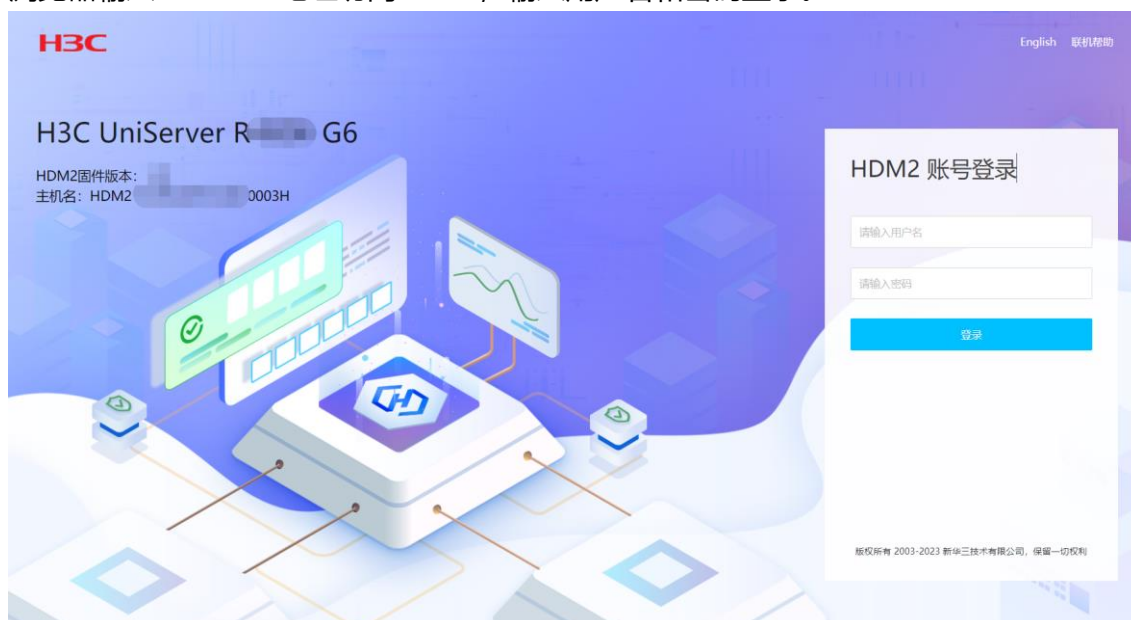 H3C
English 联机帮助
H3C UniServer R G6
HDM2固件版本:
主机名: HDM2 0003H
HDM2 账号登录
请输入用户名
请输入密码
登录
版权所有 2003-2023 新华三技术有限公司, 保留一切权利